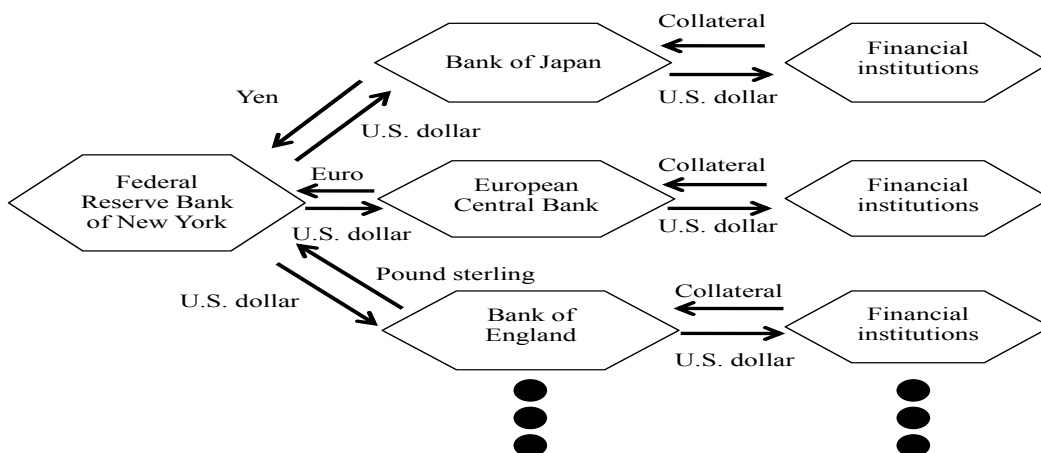 Collateral
Bank of Japan
Financial
institutions
Yen
U.S. dollar
U.S. dollar
Federal
Reserve Bank
of New York
Euro
U.S. dollar
European
Central Bank
Collateral
U.S. dollar
Financial
institutions
Pound sterling
U.S. dollar
Bank of
England
Collateral
U.S. dollar
Financial
institutions